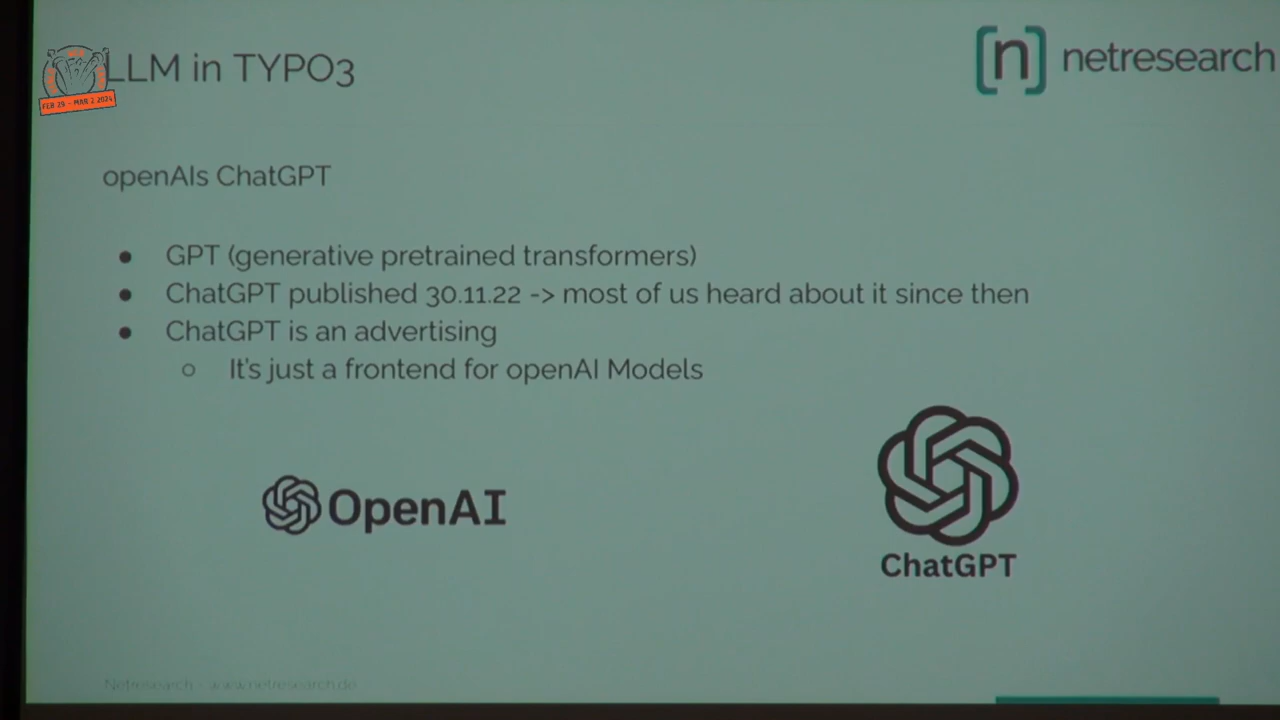 LLM in TYPO3
[n] netresearch
FEB 29 - MAR 2 2024
openAIs ChatGPT
● GPT (generative pretrained transformers)
● ChatGPT published 30.11.22 -> most of us heard about it since then
● ChatGPT is an advertising
○ It's just a frontend for openAI Models
OpenAI
ChatGPT
Netresearch - www.netresearch.de